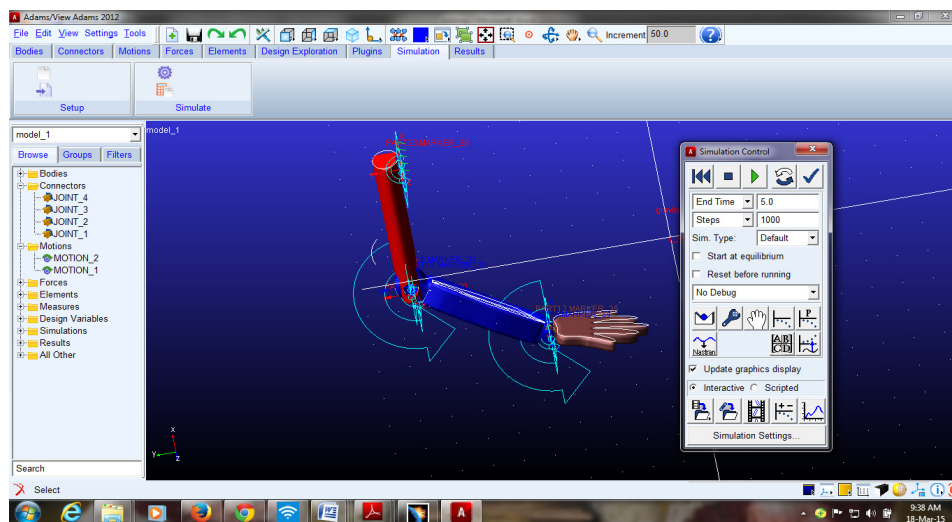 Adams/View Adams 2012
File Edit View Settings Tools
Increment 50.0
Bodies Connectors Motions Forces Elements Design Exploration Plugins Simulation Results
Setup
Simulate
model_1
Browse Groups Filters
Bodies
Connectors
JOINT_4
JOINT_3
JOINT_2
JOINT_1
Motions
MOTION_2
MOTION_1
Forces
Elements
Measures
Design Variables
Simulations
Results
All Other
Search
model_1
x
y
z
Simulation Control
End Time 5.0
Steps 1000
Sim. Type: Default
Start at equilibrium
Reset before running
No Debug
P
Nastran
AB
CD
Update graphics display
Interactive Scripted
Simulation Settings...
Select
9:38 AM
18-Mar-15